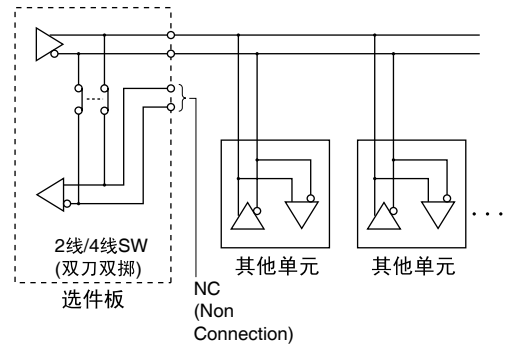 2线/4线SW
(双刀双掷)
选件板
NC
(Non
Connection)
其他单元
其他单元